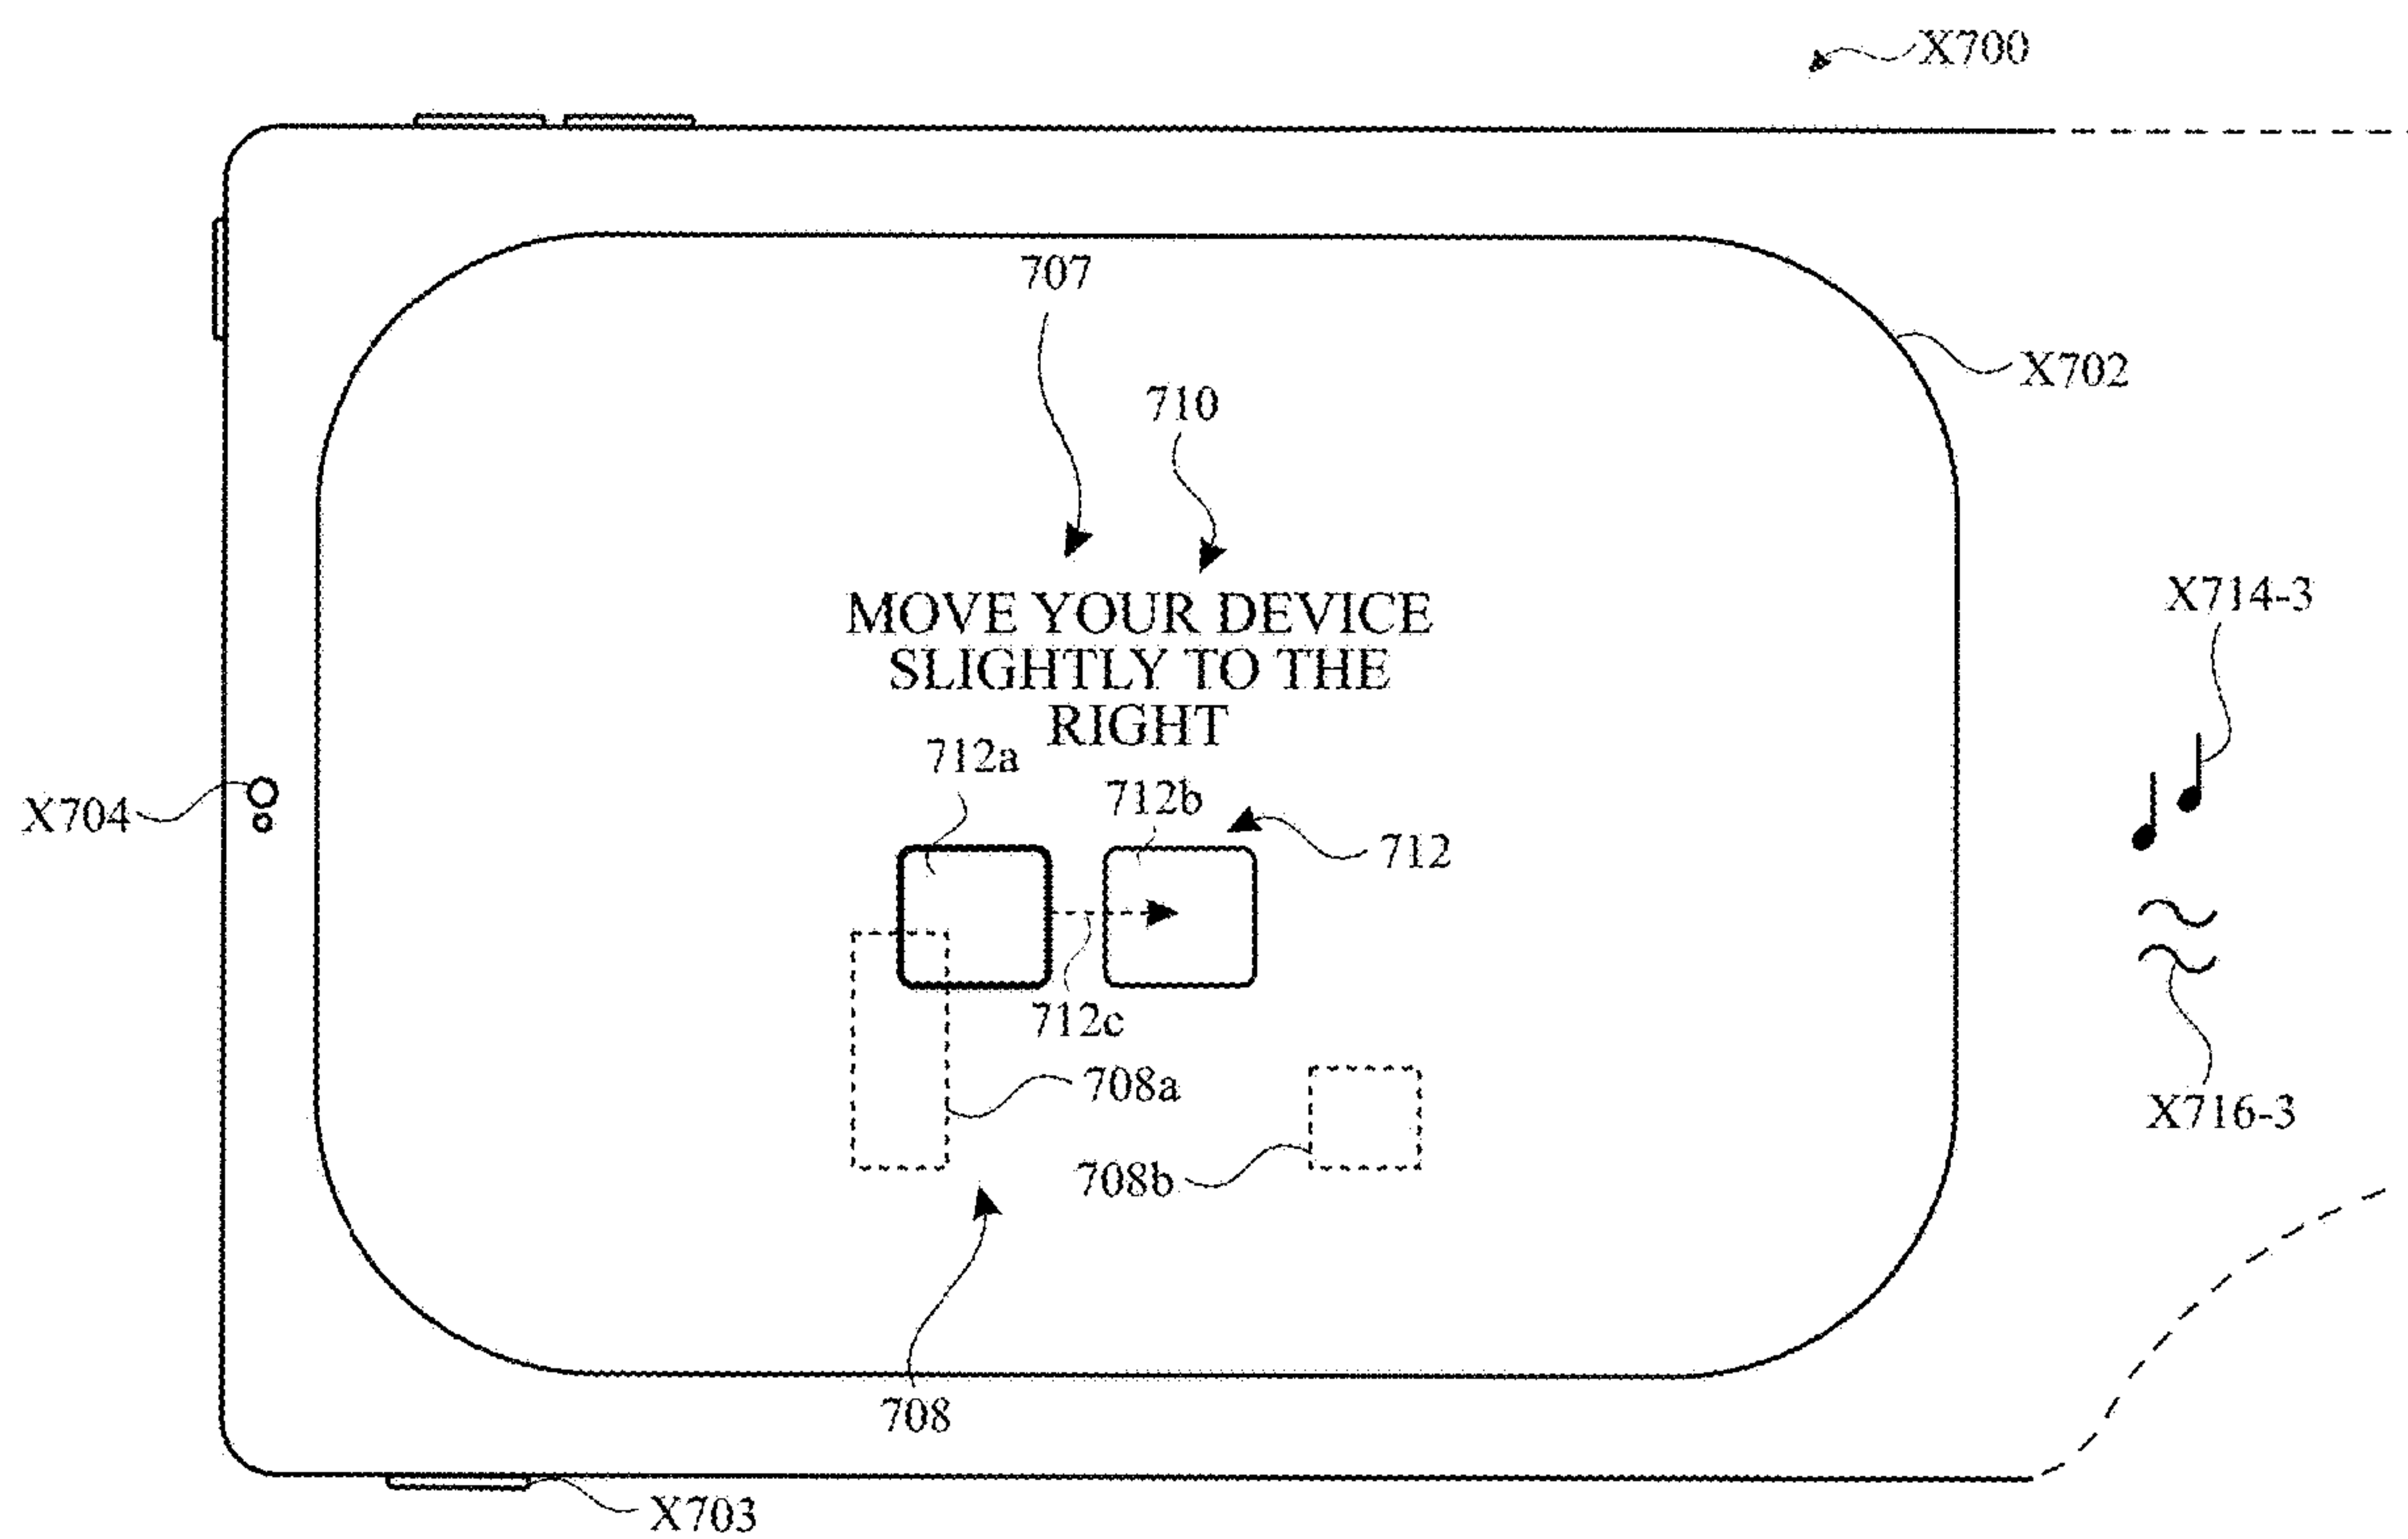 X700
707
X702
710
X714-3
MOVE YOUR DEVICE
SLIGHTLY TO THE
RIGHT
712a
712b
X704
712
712c
708a
X716-3
708b
708
X703